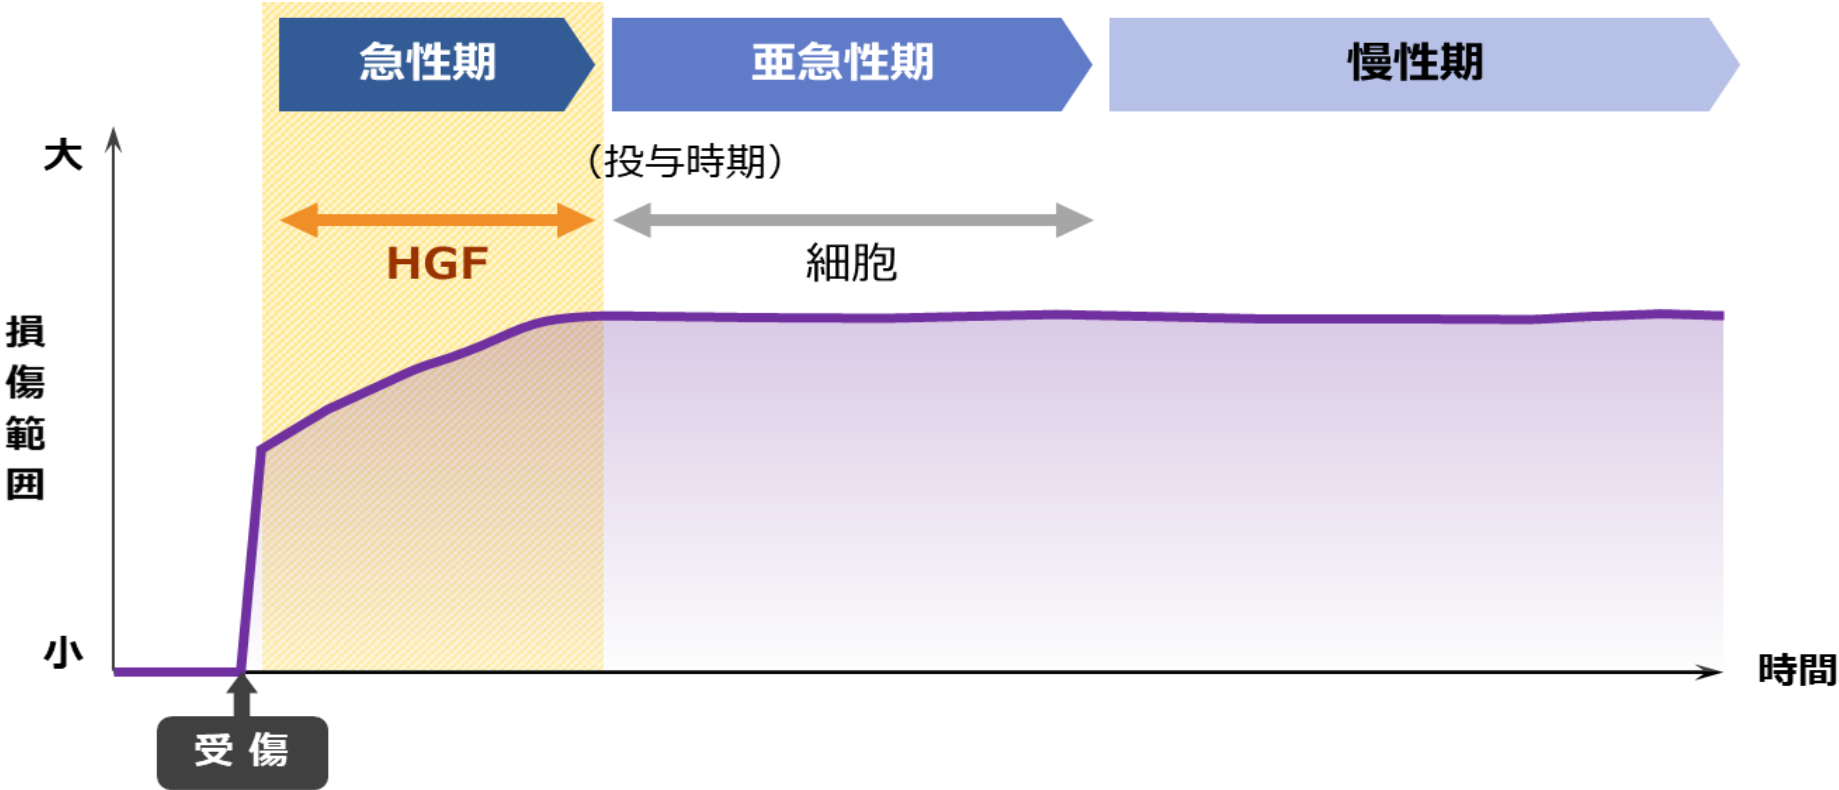 急性期
亜急性期
慢性期
大
（投与時期）
HGF
細胞
損傷範囲
小
時間
受傷